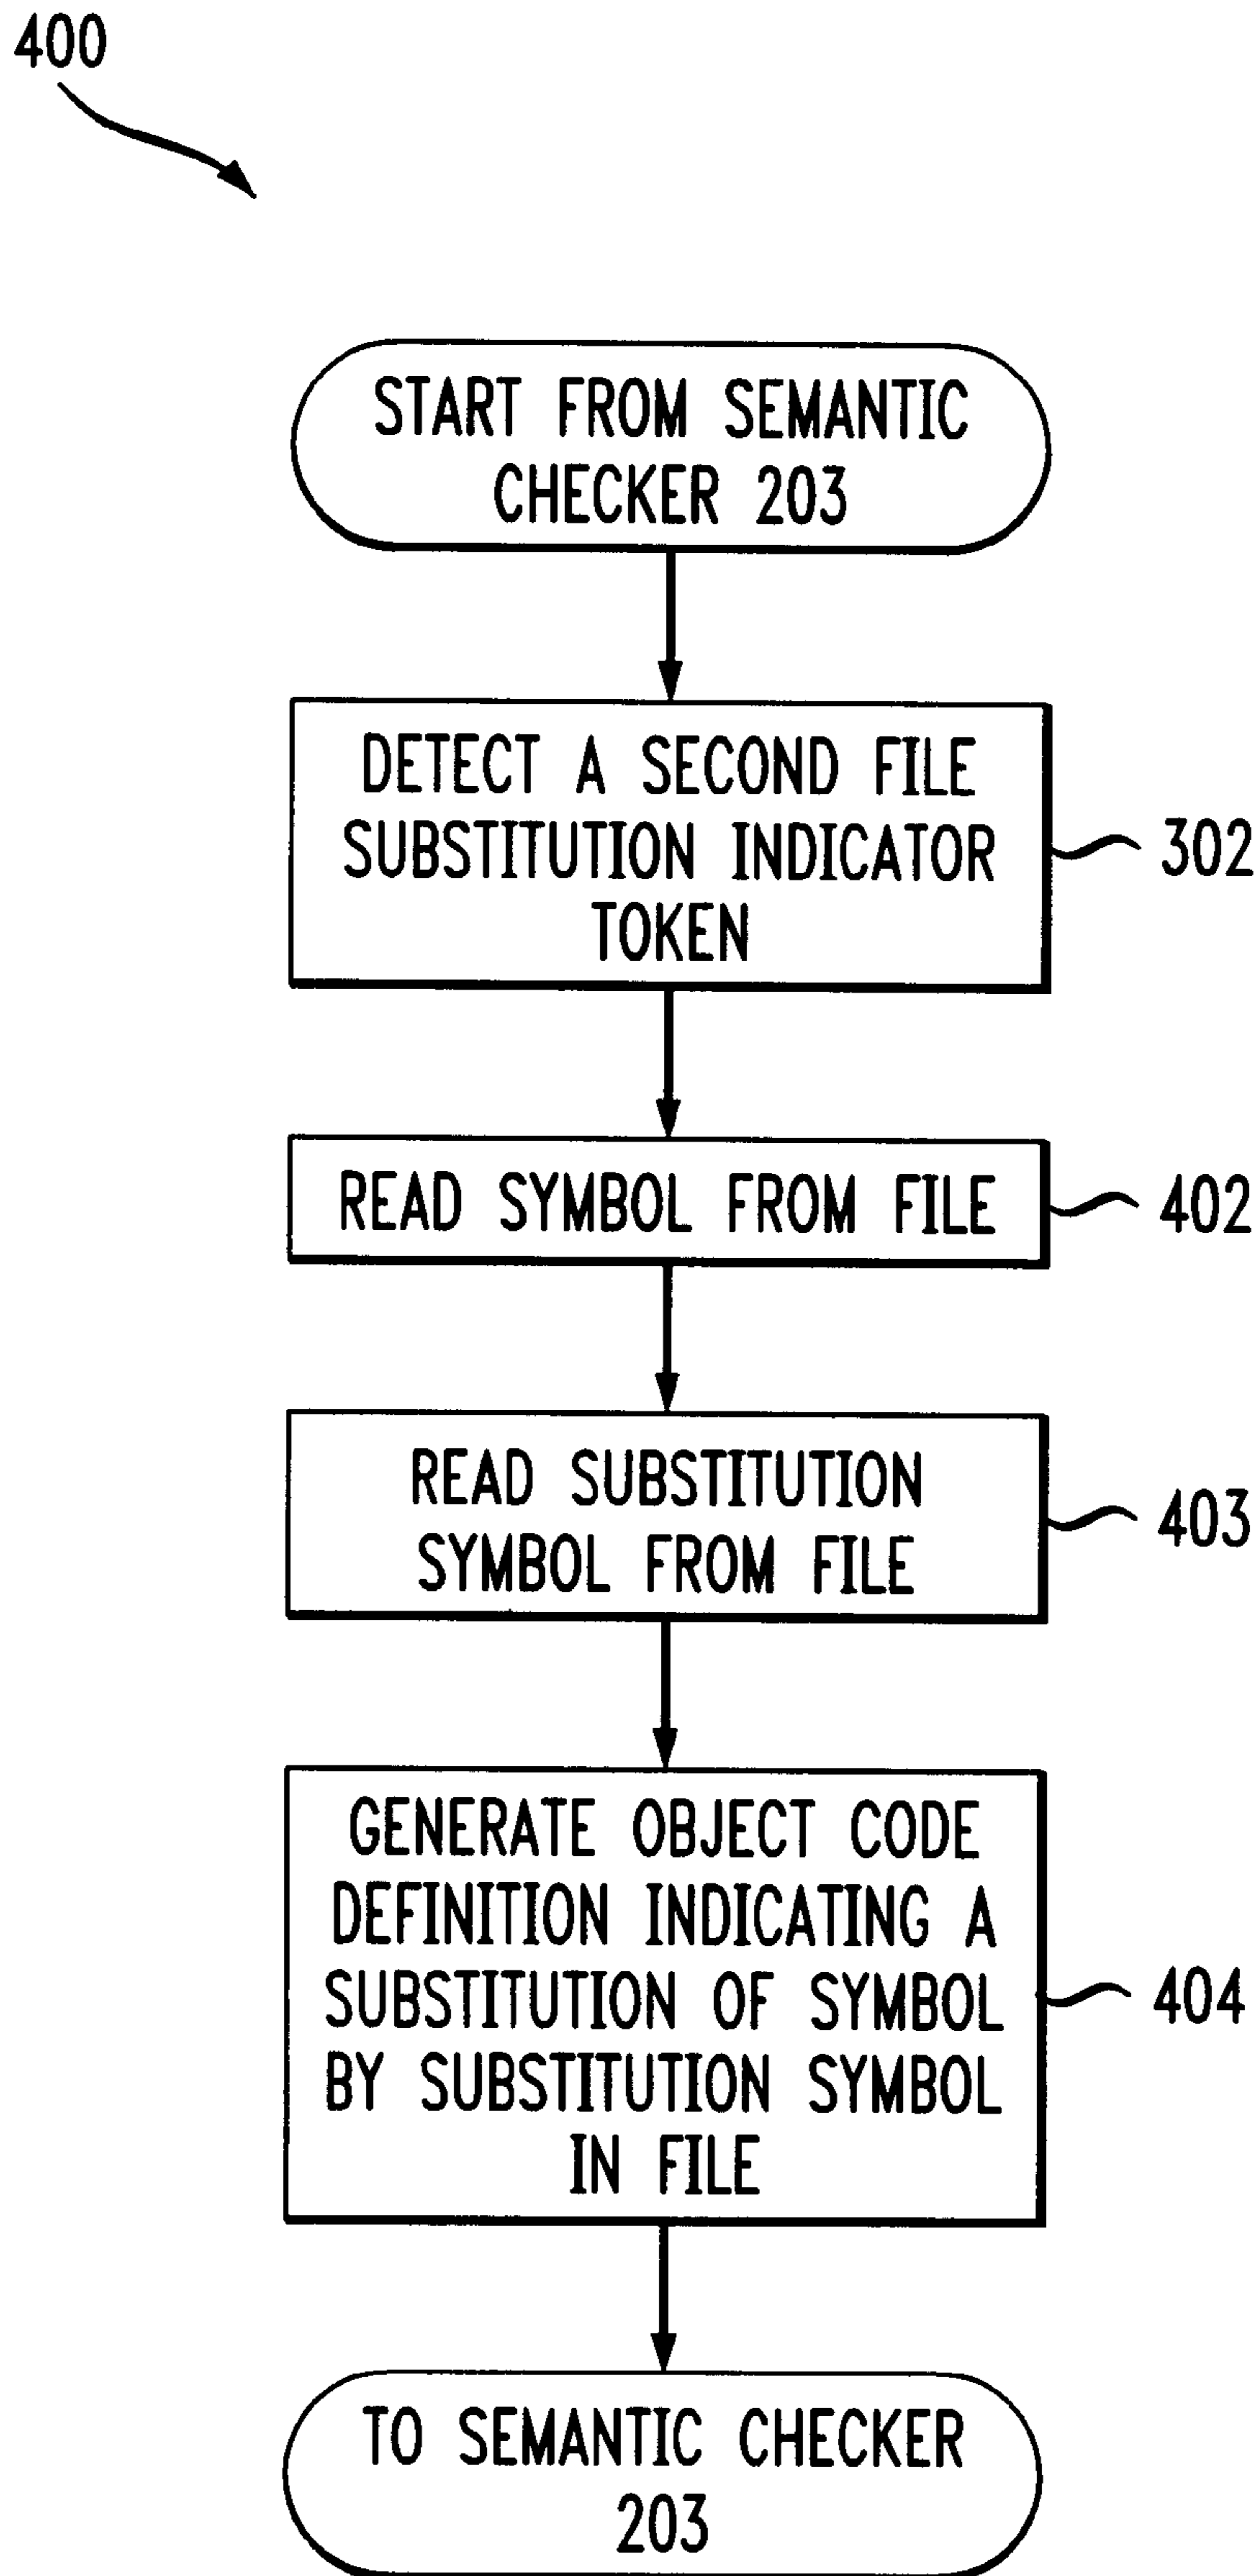 400
START FROM SEMANTIC
CHECKER 203
DETECT A SECOND FILE
SUBSTITUTION INDICATOR
TOKEN
302
READ SYMBOL FROM FILE
402
READ SUBSTITUTION
SYMBOL FROM FILE
403
GENERATE OBJECT CODE
DEFINITION INDICATING A
SUBSTITUTION OF SYMBOL
BY SUBSTITUTION SYMBOL
IN FILE
404
TO SEMANTIC CHECKER
203